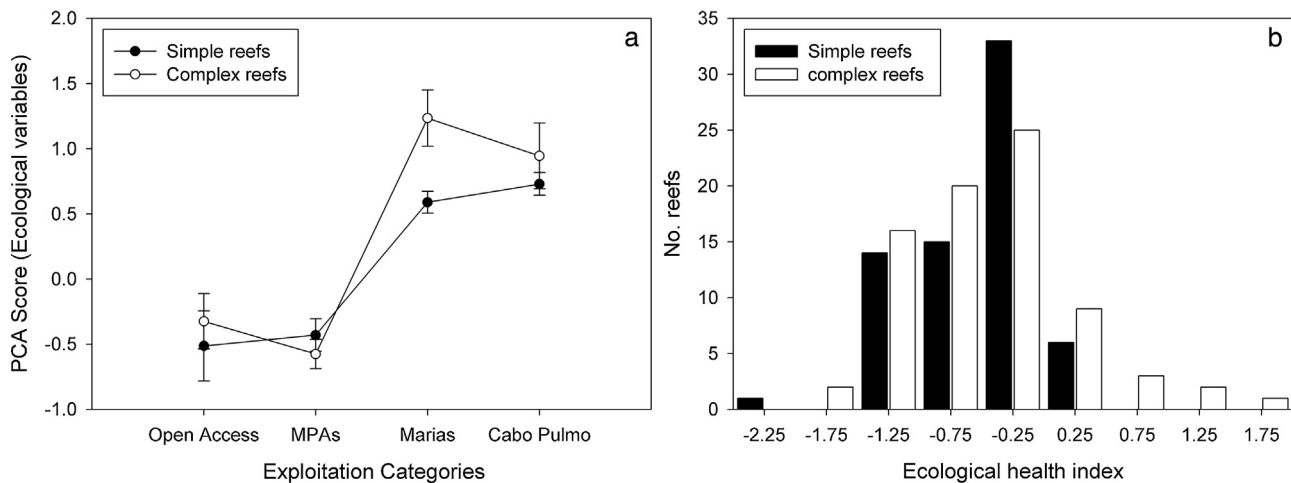 a
Simple reefs
Complex reefs
PCA Score (Ecological variables)
2.0
1.5
1.0
0.5
0.0
-0.5
-1.0
Open Access MPAs Marias Cabo Pulmo
Exploitation Categories
b
Simple reefs
complex reefs
No. reefs
35
30
25
20
15
10
5
0
-2.25 -1.75 -1.25 -0.75 -0.25 0.25 0.75 1.25 1.75
Ecological health index